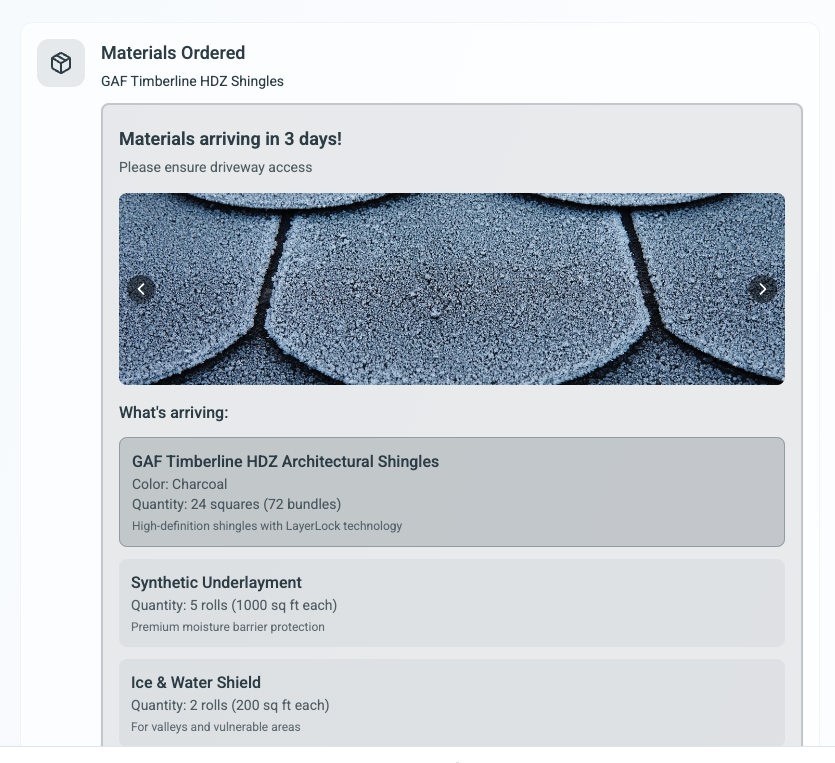 Materials Ordered
GAF Timberline HDZ Shingles
Materials arriving in 3 days!
Please ensure driveway access
What's arriving:
GAF Timberline HDZ Architectural Shingles
Color: Charcoal
Quantity: 24 squares (72 bundles)
High-definition shingles with LayerLock technology
Synthetic Underlayment
Quantity: 5 rolls (1000 sq ft each)
Premium moisture barrier protection
Ice & Water Shield
Quantity: 2 rolls (200 sq ft each)
For valleys and vulnerable areas